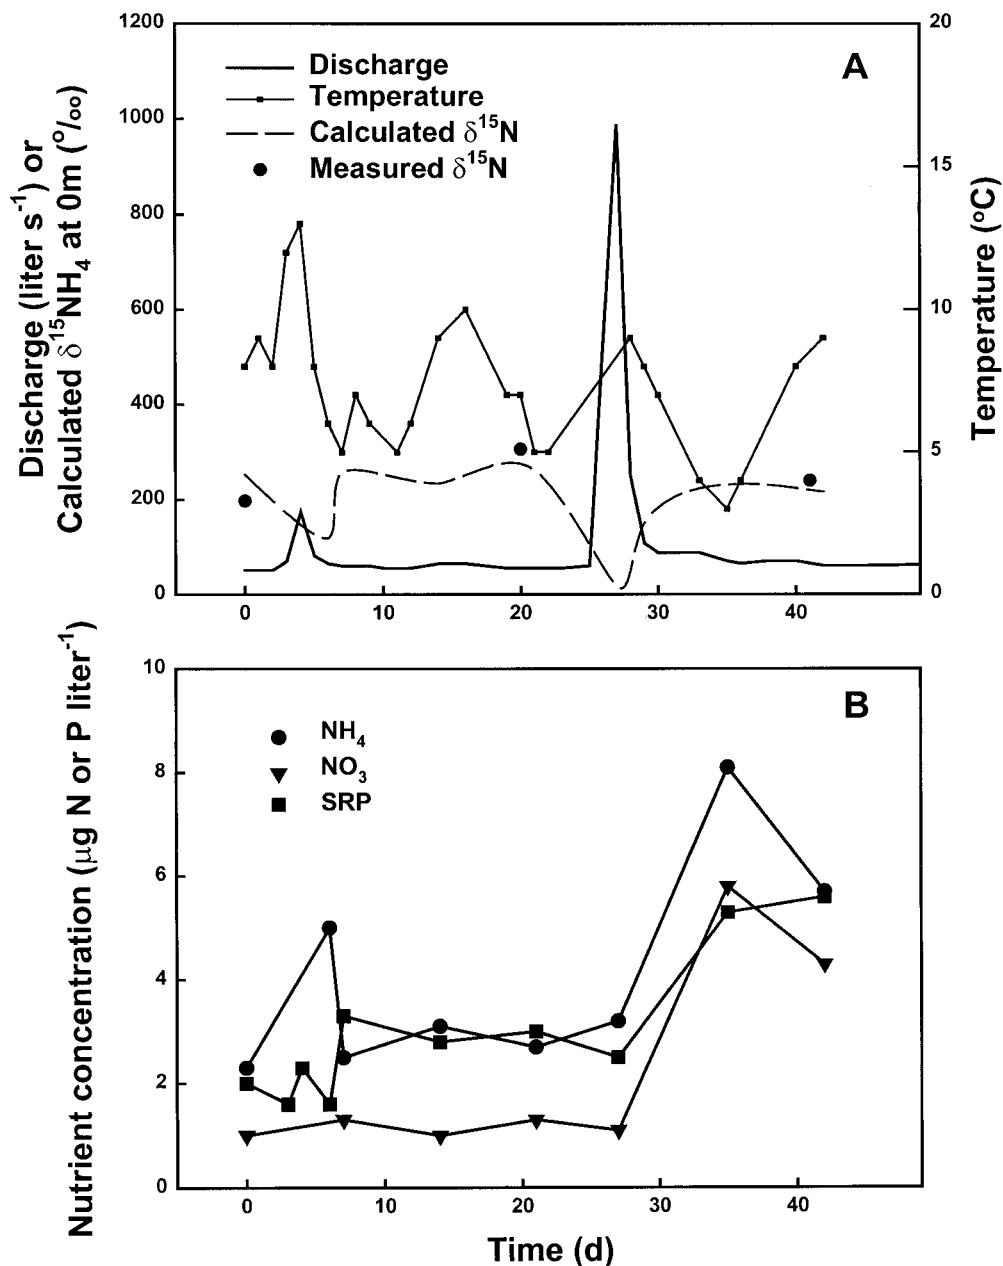 A
Discharge
Temperature
Calculated δ¹⁵N
Measured δ¹⁵N
Discharge (liter s⁻¹) or
Calculated δ¹⁵NH₄ at 0m (°/₀₀)
1200
1000
800
600
400
200
0
Temperature (°C)
20
15
10
5
0
0
10
20
30
40
B
NH₄
NO₃
SRP
Nutrient concentration (μg N or P liter⁻¹)
10
8
6
4
2
0
0
10
20
30
40
Time (d)